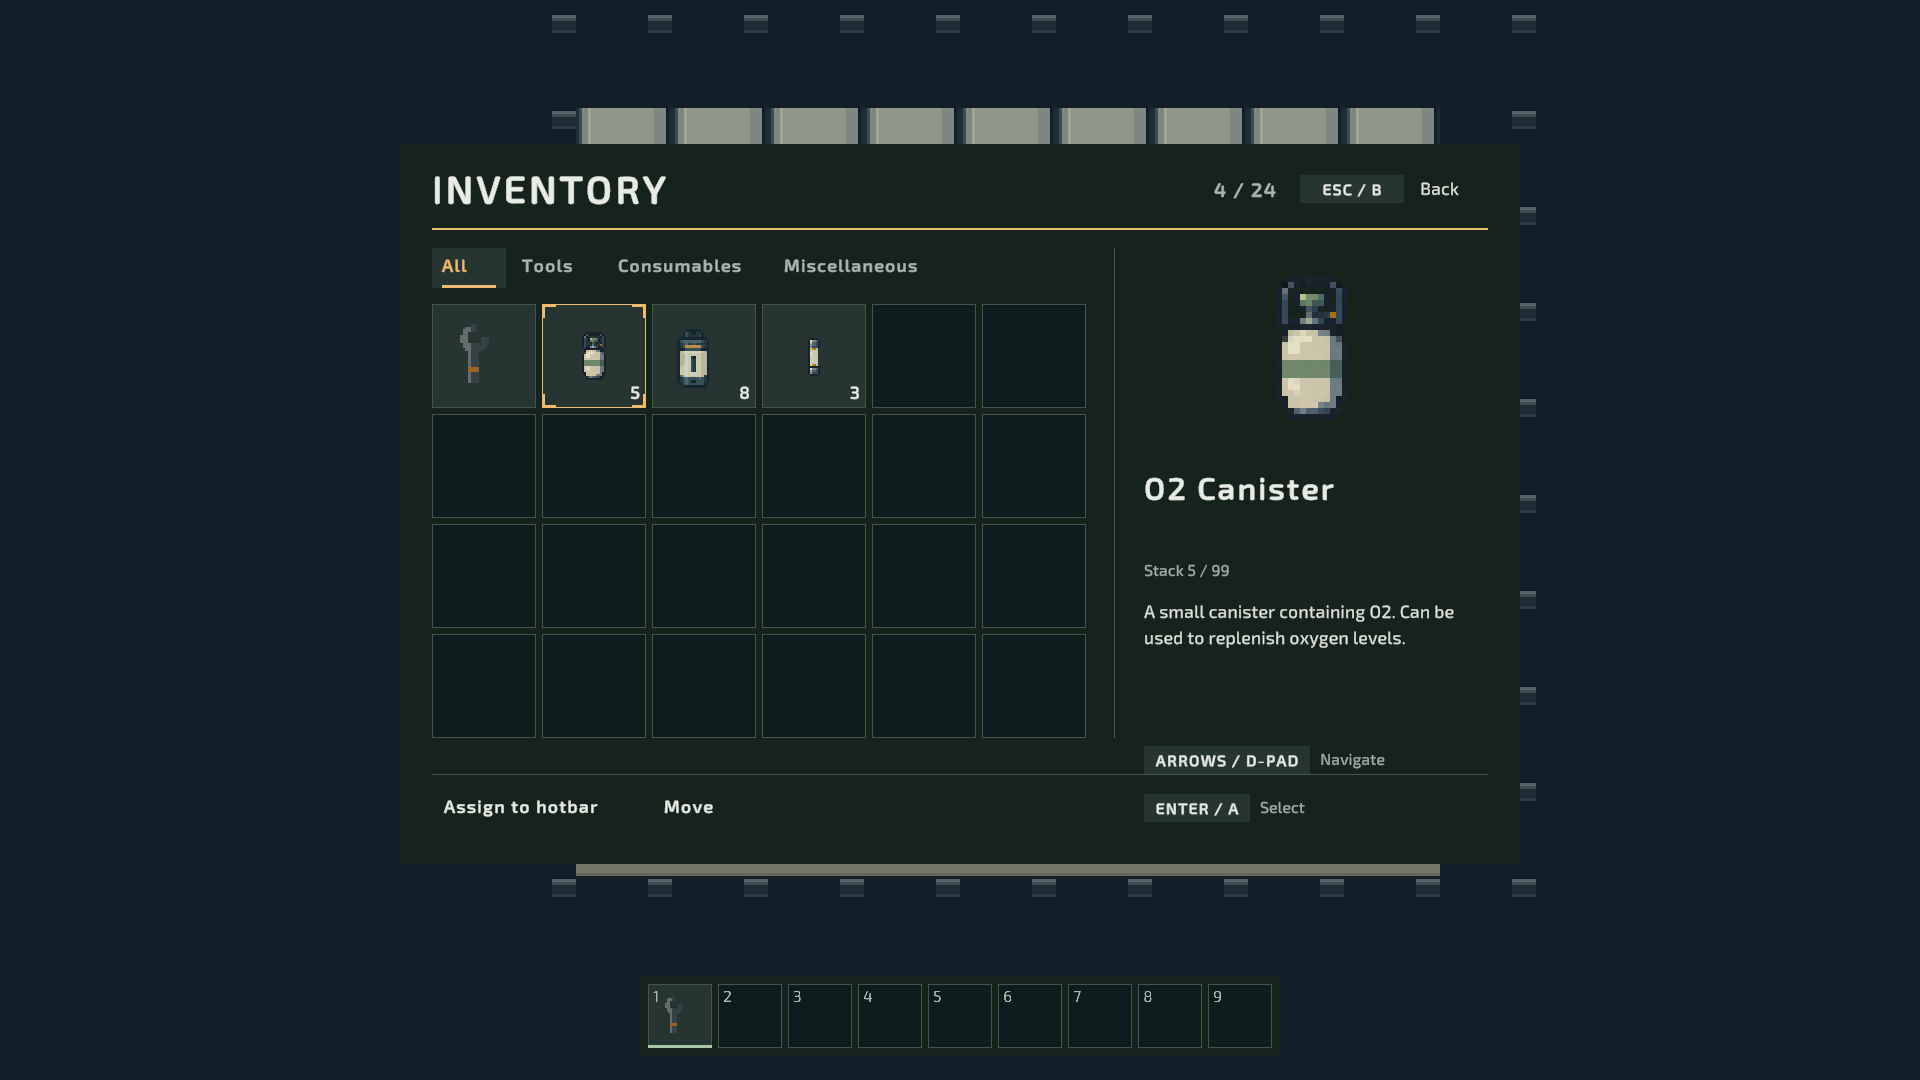 INVENTORY
4 / 24
ESC / B
Back
All
Tools
Consumables
Miscellaneous
5
8
3
O2 Canister
Stack 5 / 99
A small canister containing O2. Can be
used to replenish oxygen levels.
ARROWS / D-PAD
Navigate
Assign to hotbar
Move
ENTER / A
Select
1
2
3
4
5
6
7
8
9